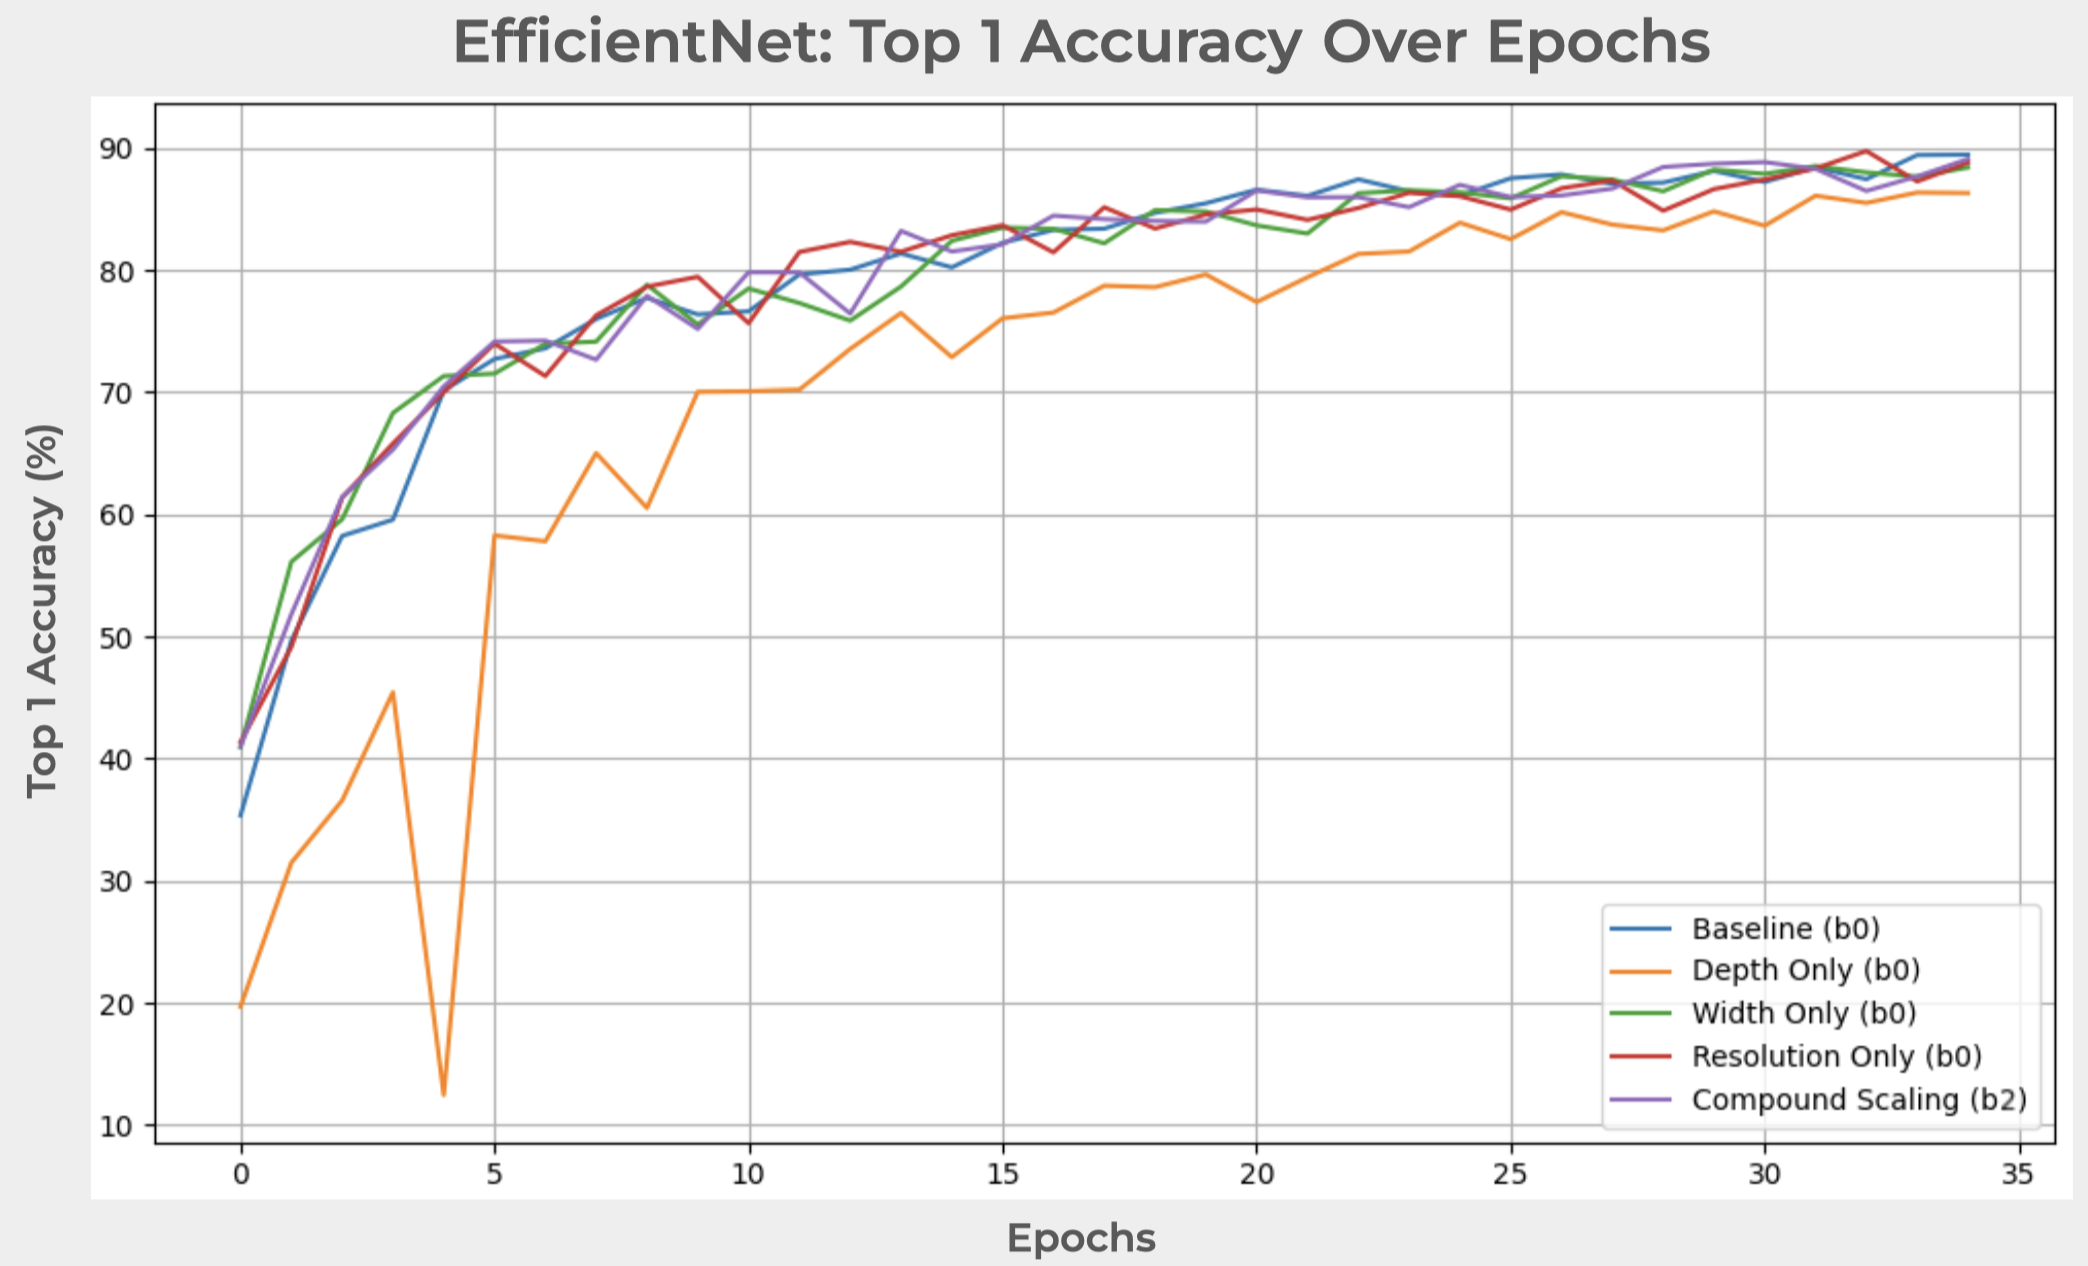 EfficientNet: Top 1 Accuracy Over Epochs
Top 1 Accuracy (%)
90
80
70
60
50
40
30
20
10
0 5 10 15 20 25 30 35
Baseline (b0)
Depth Only (b0)
Width Only (b0)
Resolution Only (b0)
Compound Scaling (b2)
Epochs